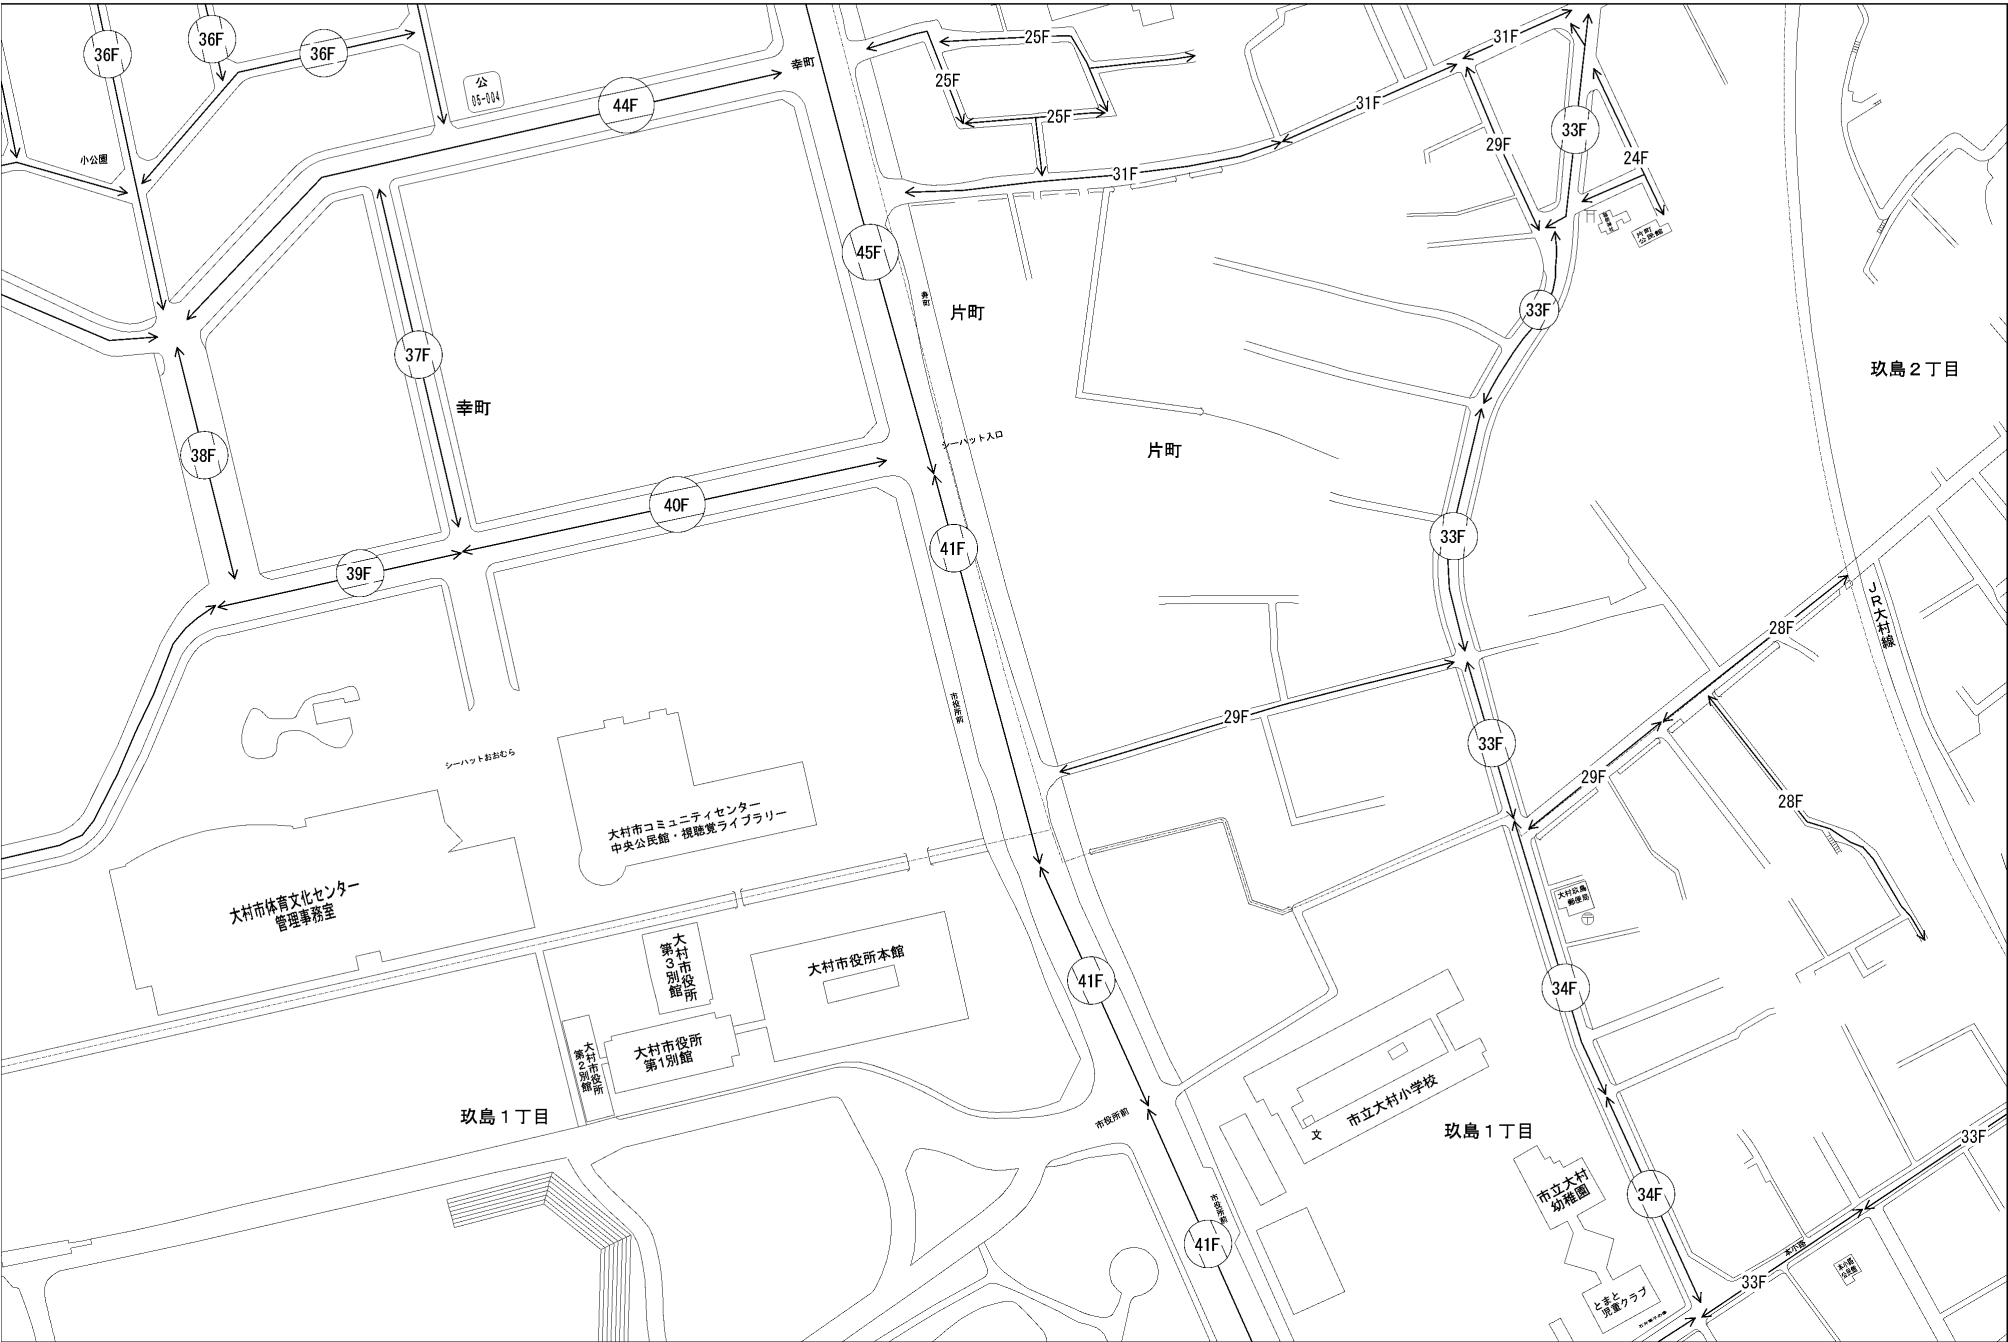 36F
36F
36F
公
05-004
44F
幸町
25F
25F
25F
31F
31F
31F
33F
29F
24F
小公園
片町
公民館
45F
寿町
片町
33F
37F
幸町
玖島2丁目
38F
シーハット入口
片町
40F
41F
33F
39F
JR大村線
28F
市役所前
29F
33F
シーハットおおむら
29F
28F
大村市コミュニティセンター
中央公民館・視聴覚ライブラリー
大村市体育文化センター
管理事務室
大村玖島
郵便局
大村市役所
第3別館
大村市役所本館
41F
34F
大村市役所
第1別館
大村市役所
第2別館
玖島1丁目
市役所前
市立大村小学校
文
玖島1丁目
33F
市立大村
幼稚園
34F
市役所前
41F
本小路
本小路
公民館
33F
とまと
児童クラブ